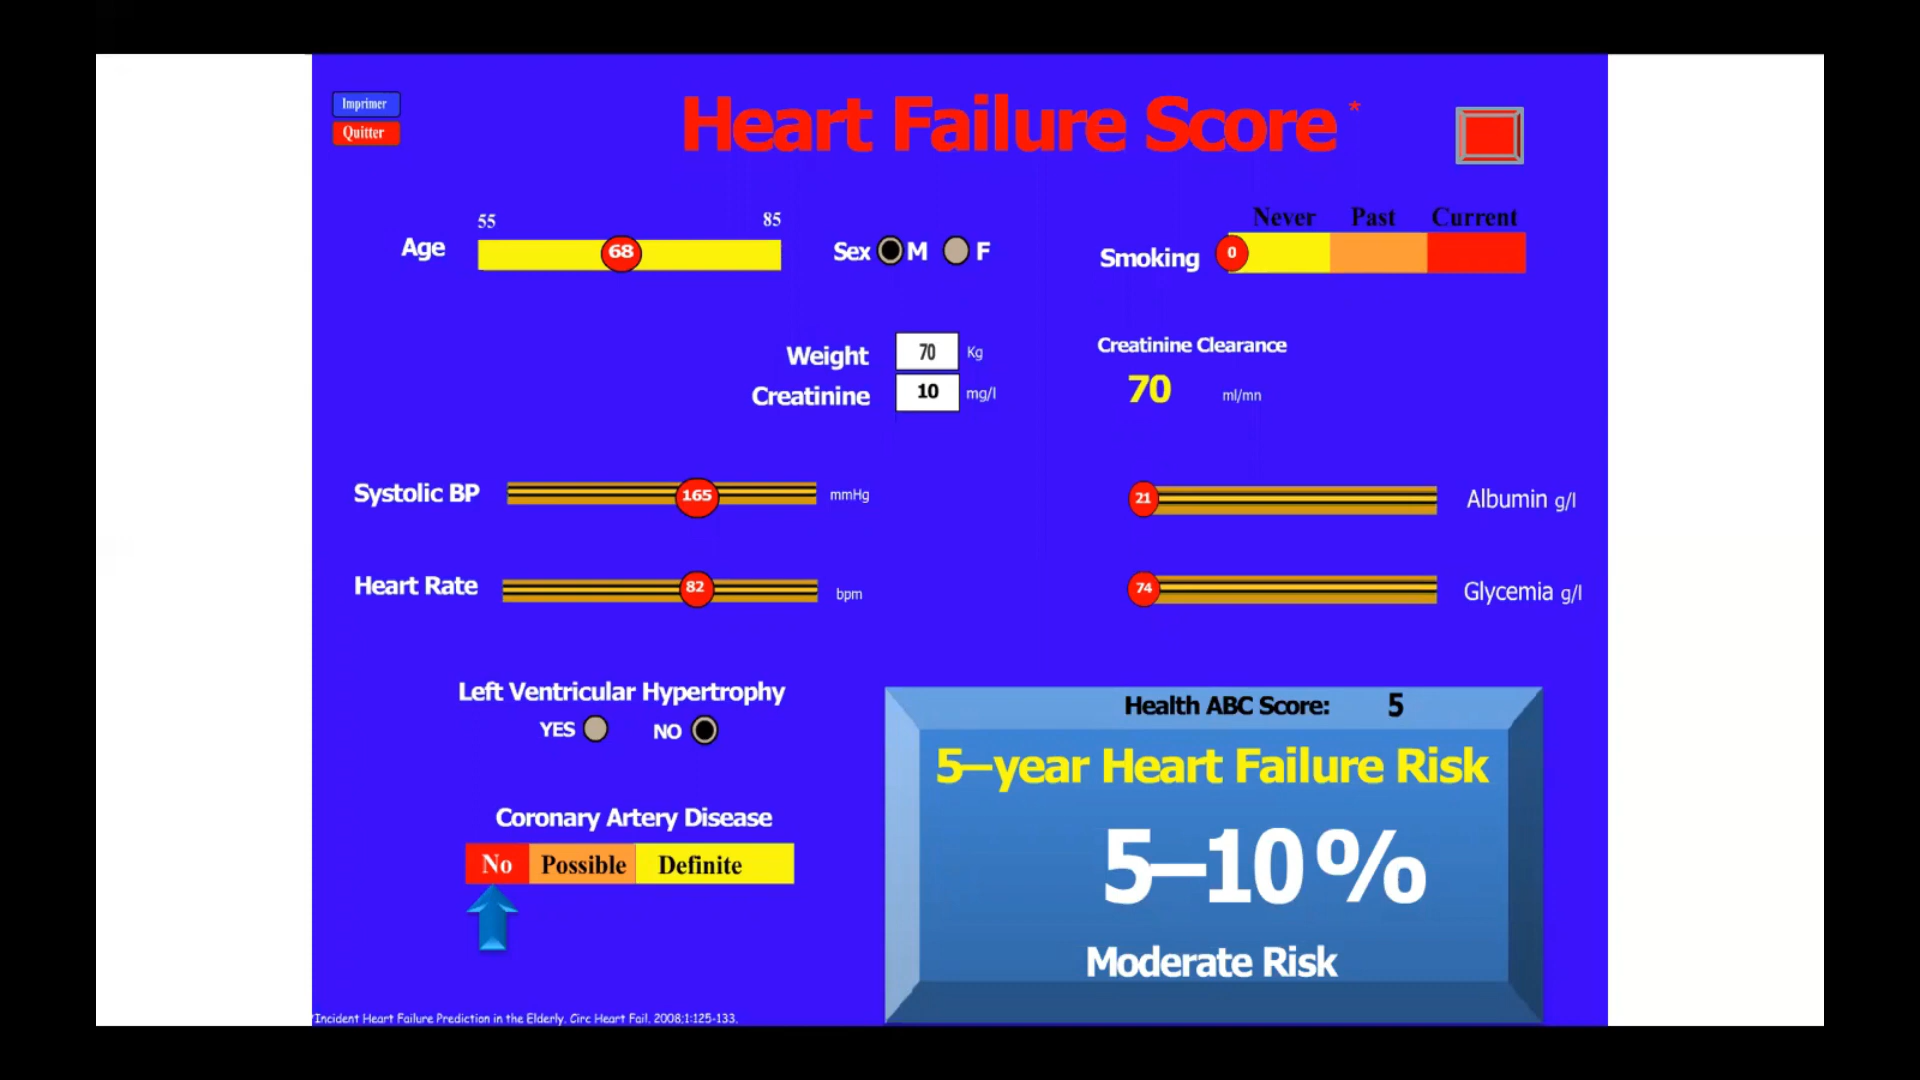 Imprimer
Quitter
Heart Failure Score *
55 85
Age 68
Sex M F
Never Past Current
Smoking 0
Weight 70 Kg
Creatinine 10 mg/l
Creatinine Clearance
70 ml/mn
Systolic BP 165 mmHg
21 Albumin g/l
Heart Rate 82 bpm
74 Glycemia g/l
Left Ventricular Hypertrophy
YES NO
Coronary Artery Disease
No Possible Definite
Health ABC Score: 5
5–year Heart Failure Risk
5–10 %
Moderate Risk
*Incident Heart Failure Prediction in the Elderly. Circ Heart Fail. 2008;1:125-133.